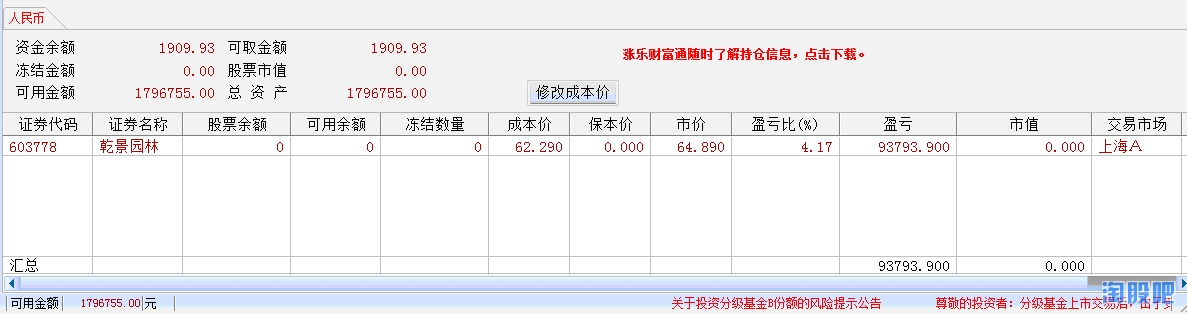 人民币
资金余额 1909.93 可取金额 1909.93
涨乐财富通随时了解持仓信息，点击下载。
冻结金额 0.00 股票市值 0.00
可用金额 1796755.00 总 资 产 1796755.00 修改成本价
证券代码 证券名称 股票余额 可用余额 冻结数量 成本价 保本价 市价 盈亏比(%) 盈亏 市值 交易市场
603778 乾景园林 0 0 0 62.290 0.000 64.890 4.17 93793.900 0.000 上海A
汇总 93793.900 0.000
淘股吧
可用金额 1796755.00 元 关于投资分级基金B份额的风险提示公告 尊敬的投资者：分级基金上市交易后，由于